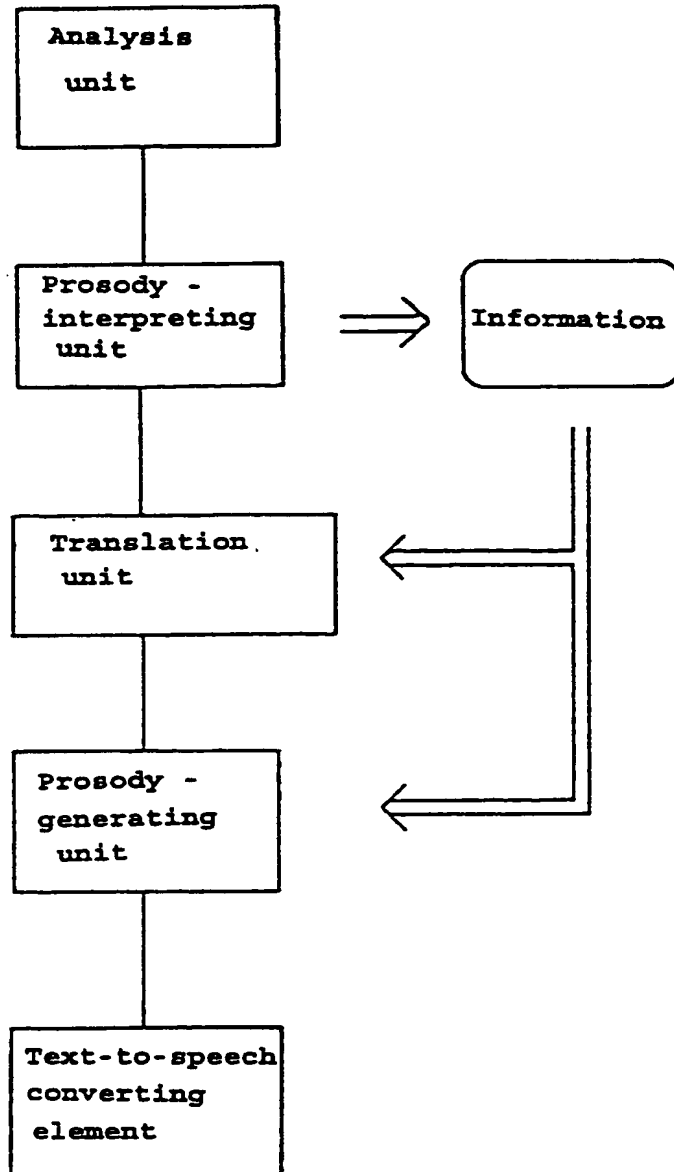 Analysis
unit
Prosody -
interpreting
unit
Information
Translation
unit
Prosody -
generating
unit
Text-to-speech
converting
element